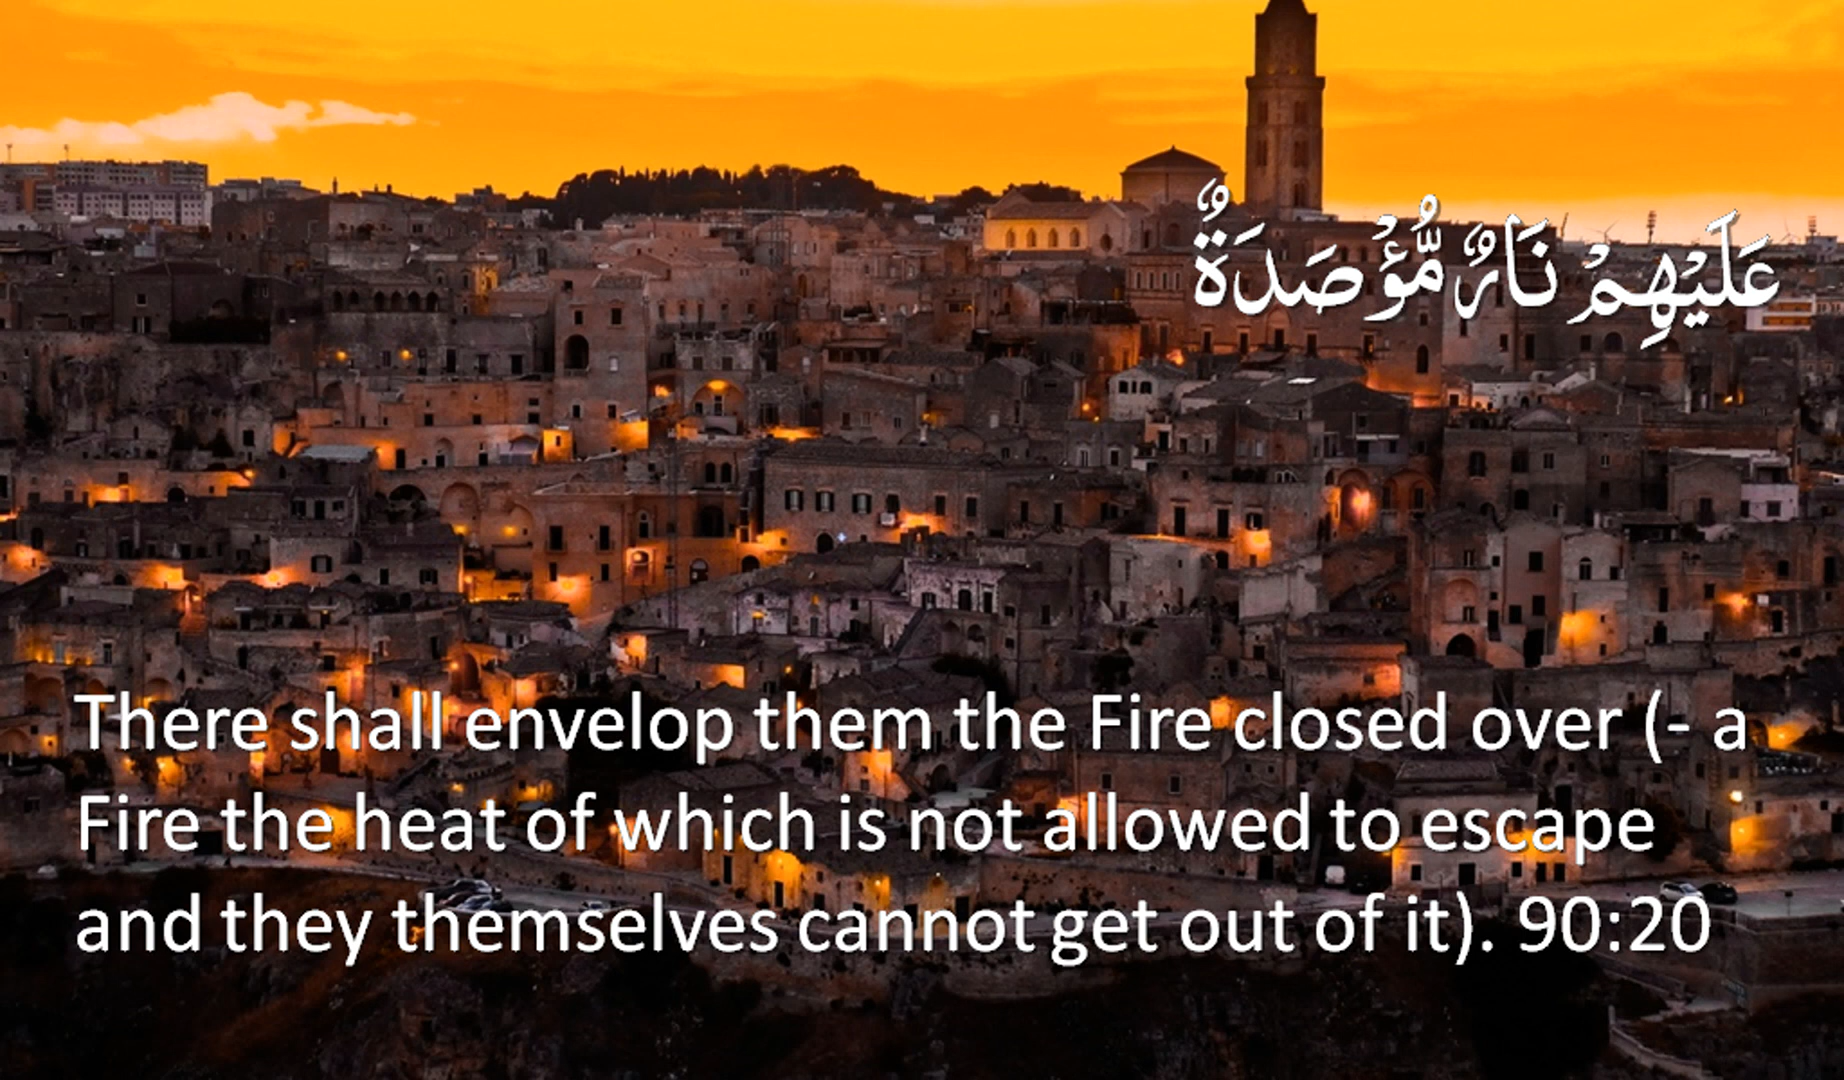 عَلَيْهِمْ نَارٌ مُّؤْصَدَةٌ
There shall envelop them the Fire closed over (- a
Fire the heat of which is not allowed to escape
and they themselves cannot get out of it). 90:20